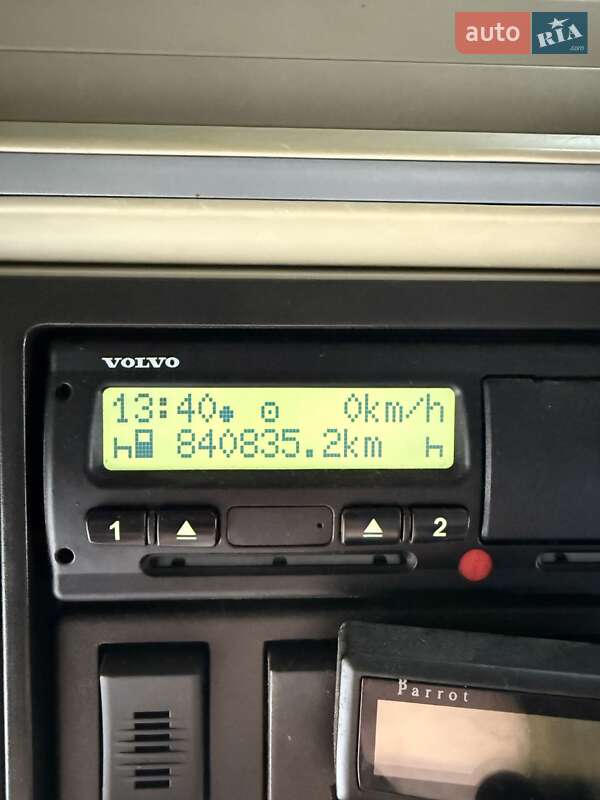 auto RIA
.com
VOLVO
13:40 0km/h
840835.2km
1 2
Parrot